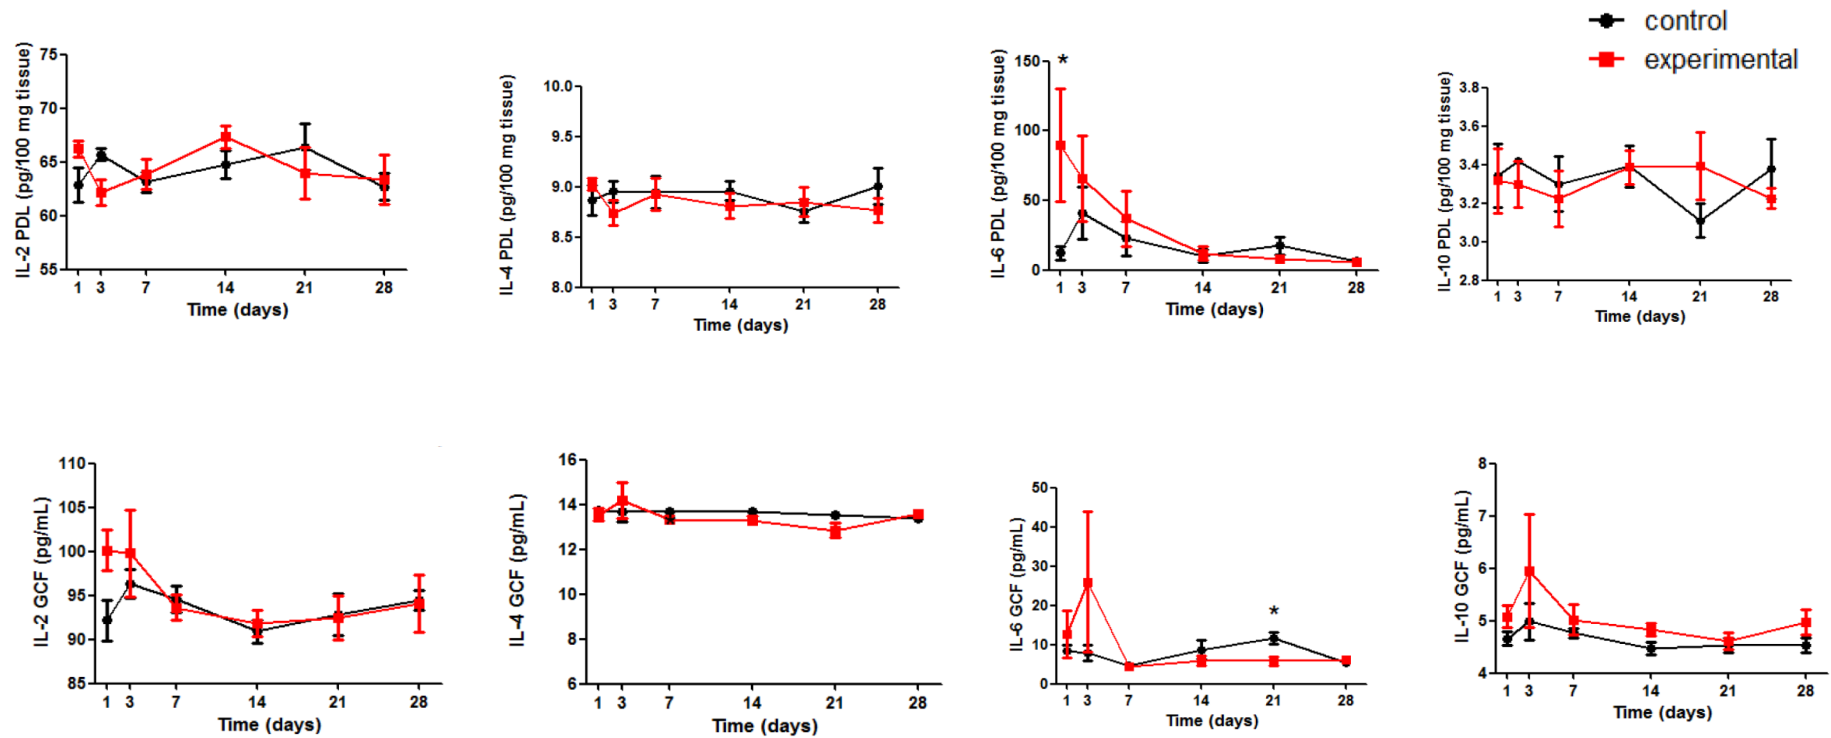 control
experimental
IL-2 PDL (pg/100 mg tissue)
75
70
65
60
55
1 3 7 14 21 28
Time (days)
IL-4 PDL (pg/100 mg tissue)
10.0
9.5
9.0
8.5
8.0
1 3 7 14 21 28
Time (days)
IL-6 PDL (pg/100 mg tissue)
150
100
50
0
*
1 3 7 14 21 28
Time (days)
IL-10 PDL (pg/100 mg tissue)
3.8
3.6
3.4
3.2
3.0
2.8
1 3 7 14 21 28
Time (days)
IL-2 GCF (pg/mL)
110
105
100
95
90
85
1 3 7 14 21 28
Time (days)
IL-4 GCF (pg/mL)
16
14
12
10
8
6
1 3 7 14 21 28
Time (days)
IL-6 GCF (pg/mL)
50
40
30
20
10
0
*
1 3 7 14 21 28
Time (days)
IL-10 GCF (pg/mL)
8
7
6
5
4
1 3 7 14 21 28
Time (days)